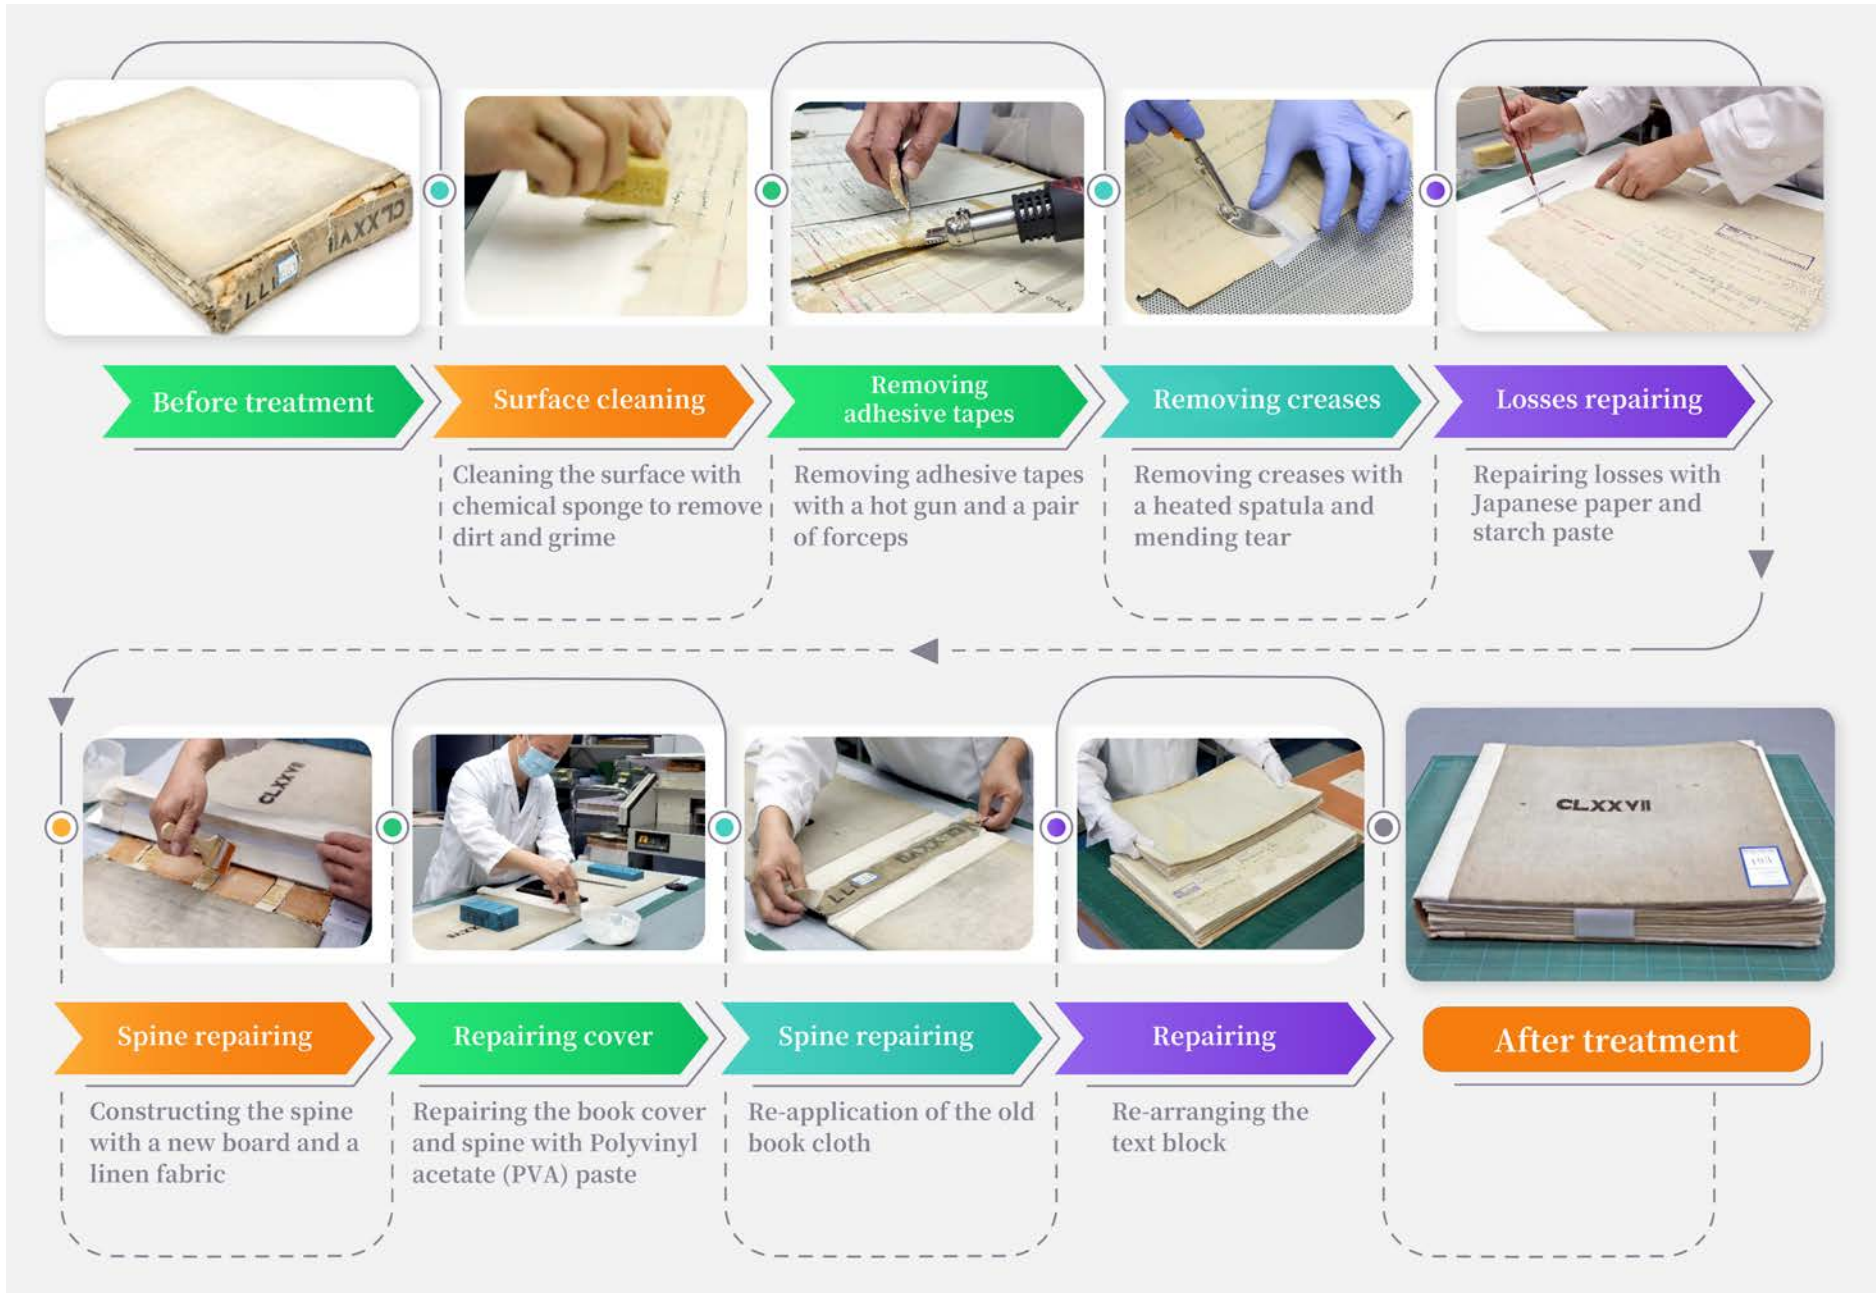 CLXXVII
Before treatment
Surface cleaning
Removing
adhesive tapes
Removing creases
Losses repairing
Cleaning the surface with
chemical sponge to remove
dirt and grime
Removing adhesive tapes
with a hot gun and a pair
of forceps
Removing creases with
a heated spatula and
mending tear
Repairing losses with
Japanese paper and
starch paste
CLXXVII
CLXXVII
CLXXVII
193
Spine repairing
Repairing cover
Spine repairing
Repairing
After treatment
Constructing the spine
with a new board and a
linen fabric
Repairing the book cover
and spine with Polyvinyl
acetate (PVA) paste
Re-application of the old
book cloth
Re-arranging the
text block